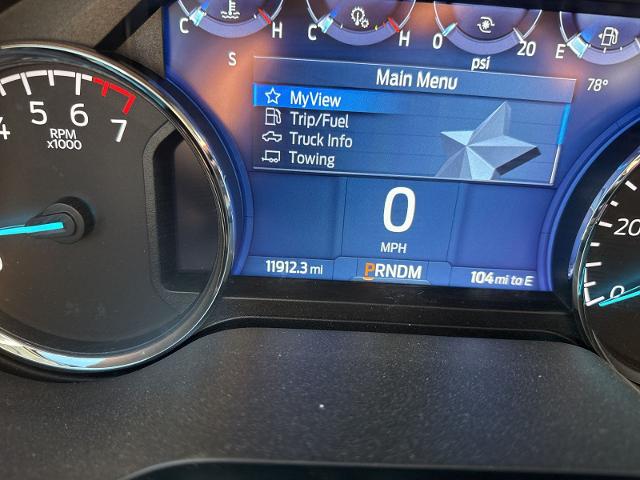 C H C H 0 20 E
S psi
78°
Main Menu
MyView
Trip/Fuel
Truck Info
Towing
4 5 6 7
RPM
x1000
0
MPH
11912.3 mi PRNDM 104 mi to E
20
0